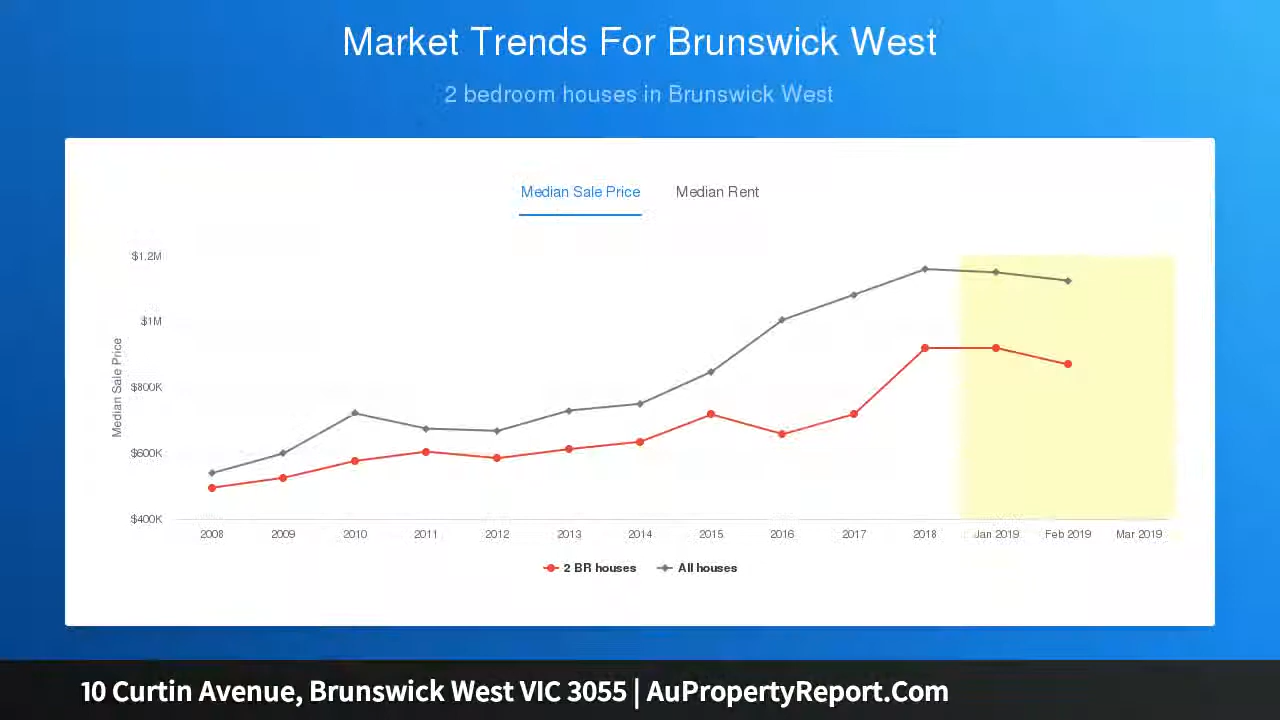 Market Trends For Brunswick West
2 bedroom houses in Brunswick West
Median Sale Price Median Rent
$1.2M
$1M
$800K
$600K
$400K
Median Sale Price
2008 2009 2010 2011 2012 2013 2014 2015 2016 2017 2018 Jan 2019 Feb 2019 Mar 2019
2 BR houses All houses
10 Curtin Avenue, Brunswick West VIC 3055 | AuPropertyReport.Com